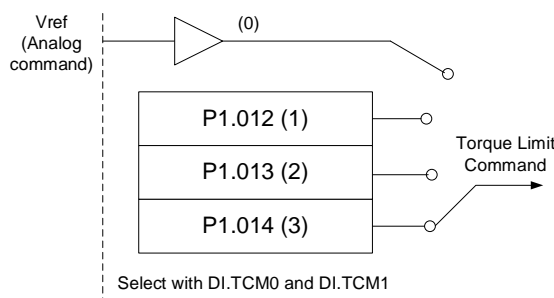 Vref
(Analog
command)
(0)
P1.012 (1)
P1.013 (2)
P1.014 (3)
Torque Limit
Command
Select with DI.TCM0 and DI.TCM1